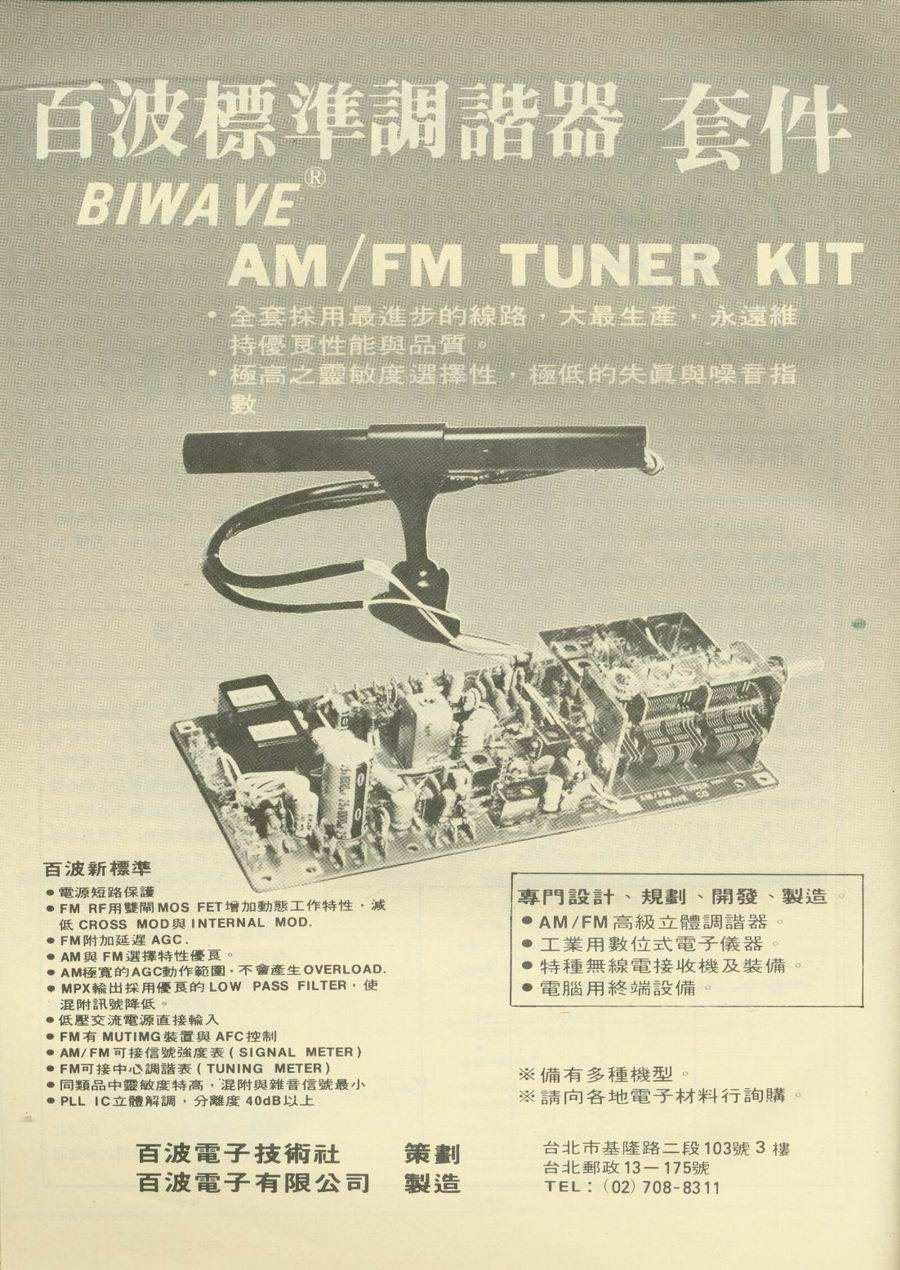 百波標準調諧器 套件
BIWAVE®
AM/FM TUNER KIT
• 全套採用最進步的線路，大最生產，永遠維
持優良性能與品質。
• 極高之靈敏度選擇性，極低的失眞與噪音指
數
百波新標準
● 電源短路保護
● FM RF用雙閘MOS FET增加動態工作特性，減
低 CROSS MOD與INTERNAL MOD.
● FM附加延遲 AGC.
● AM與 FM選擇特性優良。
● AM極寬的AGC動作範圍，不會產生OVERLOAD.
● MPX輸出採用優良的 LOW PASS FILTER，使
混附訊號降低。
● 低壓交流電源直接輸入
● FM有 MUTIMG裝置與 AFC控制
● AM/FM可接信號強度表 ( SIGNAL METER )
● FM可接中心調諧表 ( TUNING METER )
● 同類品中靈敏度特高，混附與雜音信號最小
● PLL IC立體解調，分離度 40dB以上
專門設計、規劃、開發、製造。
● AM/FM高級立體調諧器。
● 工業用數位式電子儀器。
● 特種無線電接收機及裝備。
● 電腦用終端設備。
※ 備有多種機型。
※ 請向各地電子材料行詢購。
百波電子技術社 策劃
百波電子有限公司 製造
台北市基隆路二段103號 3 樓
台北郵政 13－175號
TEL：(02) 708-8311